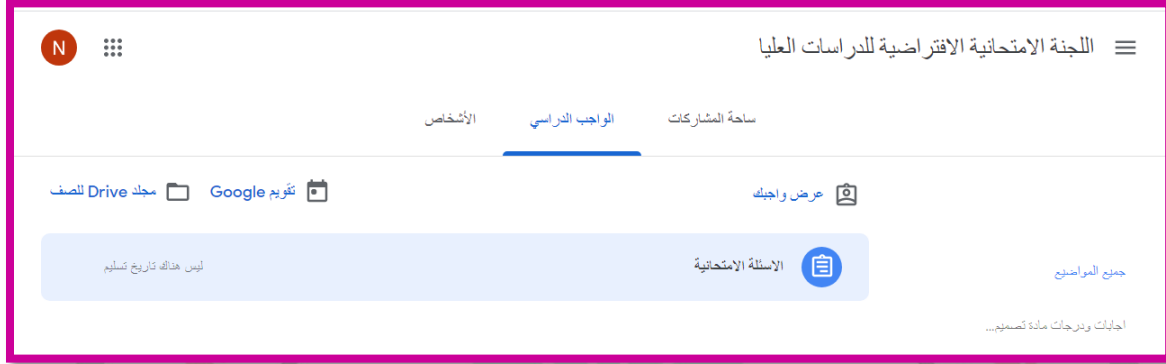 اللجنة الامتحانية الافتراضية للدراسات العليا
N
ساحة المشاركات
الواجب الدراسي
الأشخاص
عرض واجبك
تقويم Google
مجلد Drive للصف
الاسئلة الامتحانية
ليس هناك تاريخ تسليم
جميع المواضيع
اجابات ودرجات مادة تصميم...